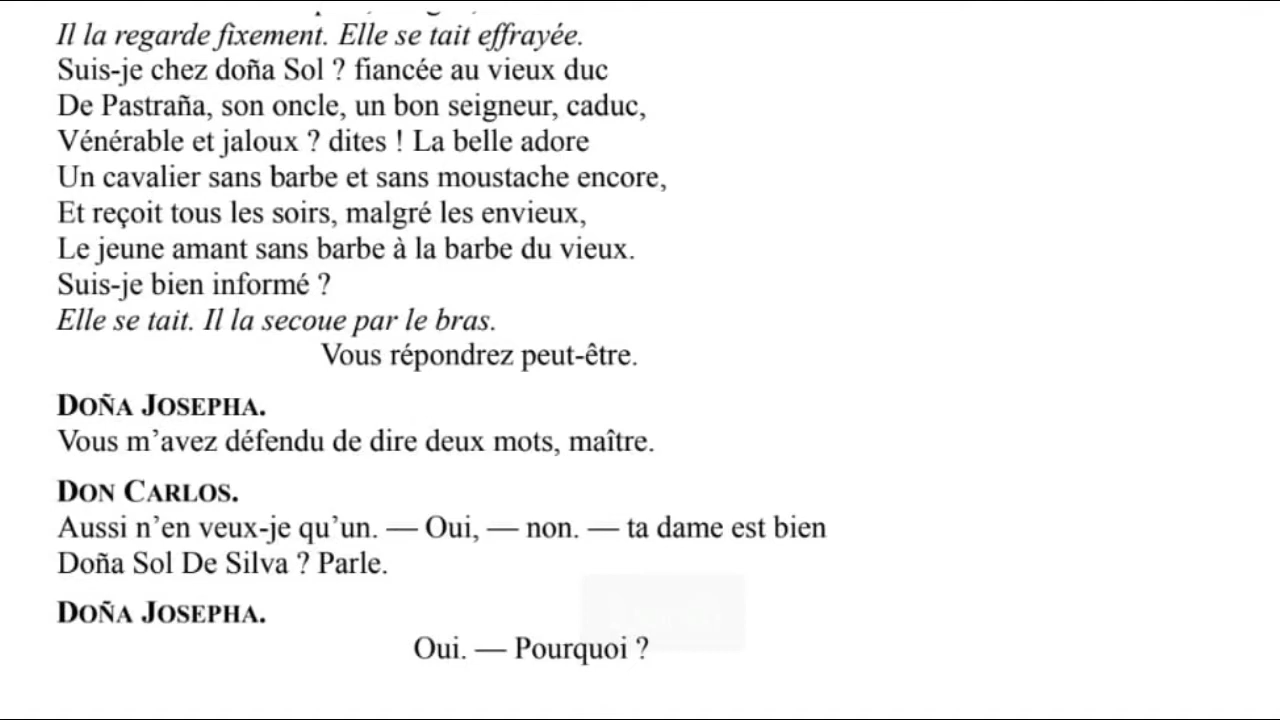 Il la regarde fixement. Elle se tait effrayée.
Suis-je chez doña Sol ? fiancée au vieux duc
De Pastraña, son oncle, un bon seigneur, caduc,
Vénérable et jaloux ? dites ! La belle adore
Un cavalier sans barbe et sans moustache encore,
Et reçoit tous les soirs, malgré les envieux,
Le jeune amant sans barbe à la barbe du vieux.
Suis-je bien informé ?
Elle se tait. Il la secoue par le bras.
Vous répondrez peut-être.
DOÑA JOSEPHA.
Vous m’avez défendu de dire deux mots, maître.
DON CARLOS.
Aussi n’en veux-je qu’un. — Oui, — non. — ta dame est bien
Doña Sol De Silva ? Parle.
DOÑA JOSEPHA.
Oui. — Pourquoi ?